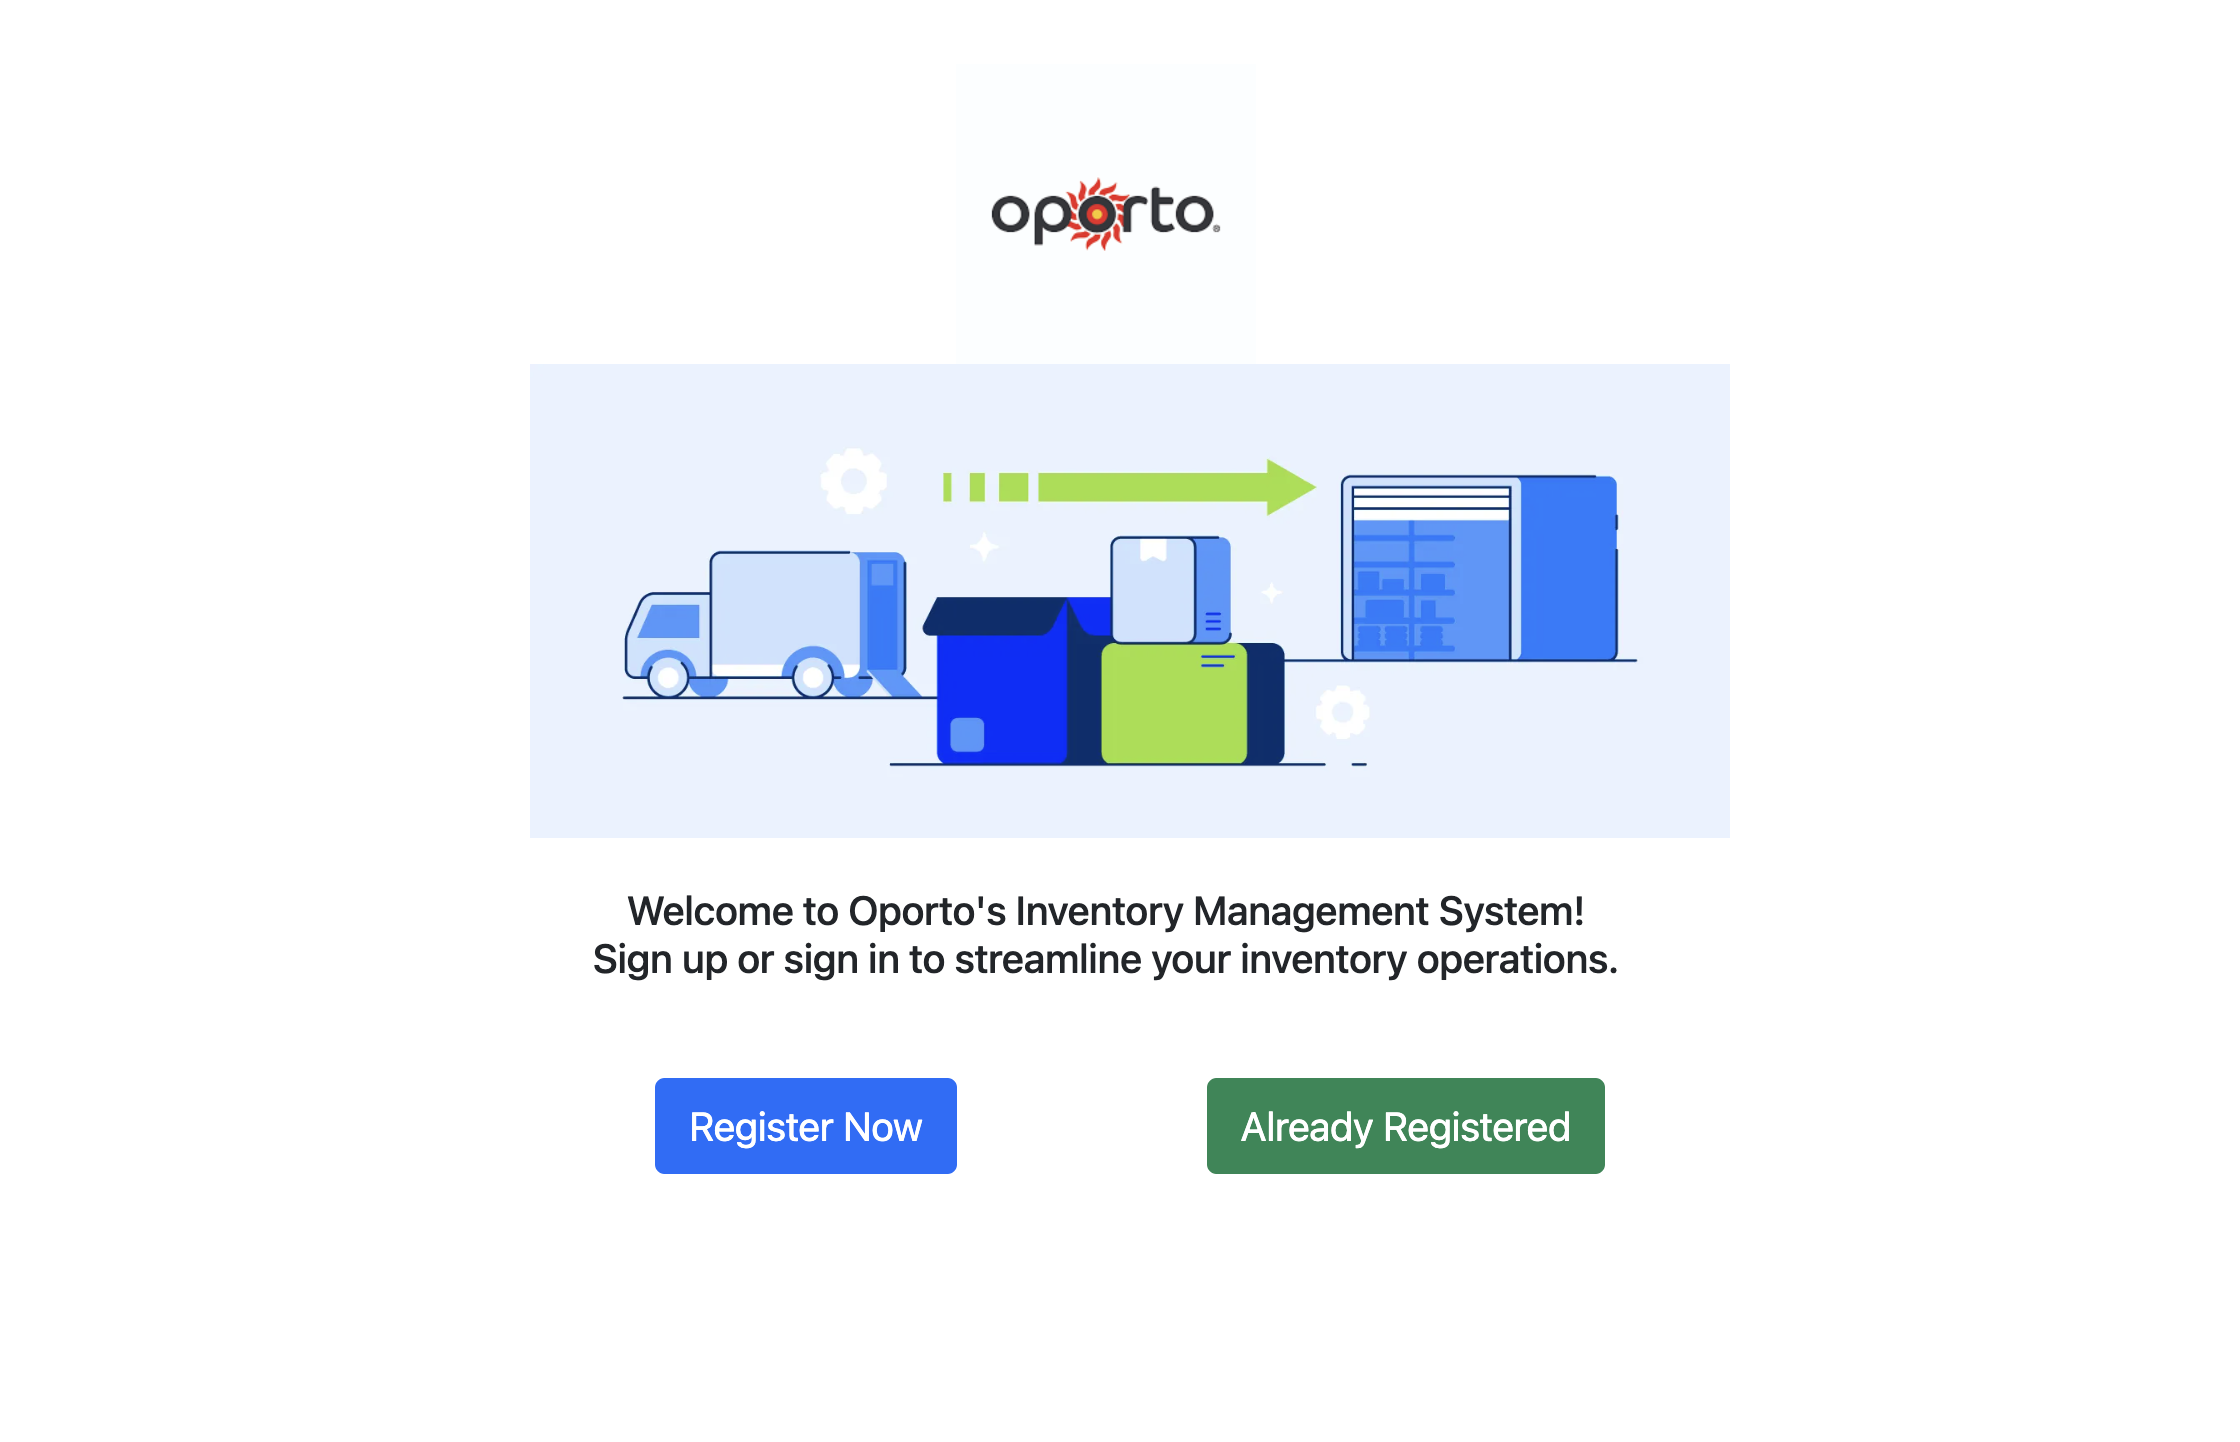 oporto®
Welcome to Oporto's Inventory Management System!
Sign up or sign in to streamline your inventory operations.
Register Now
Already Registered